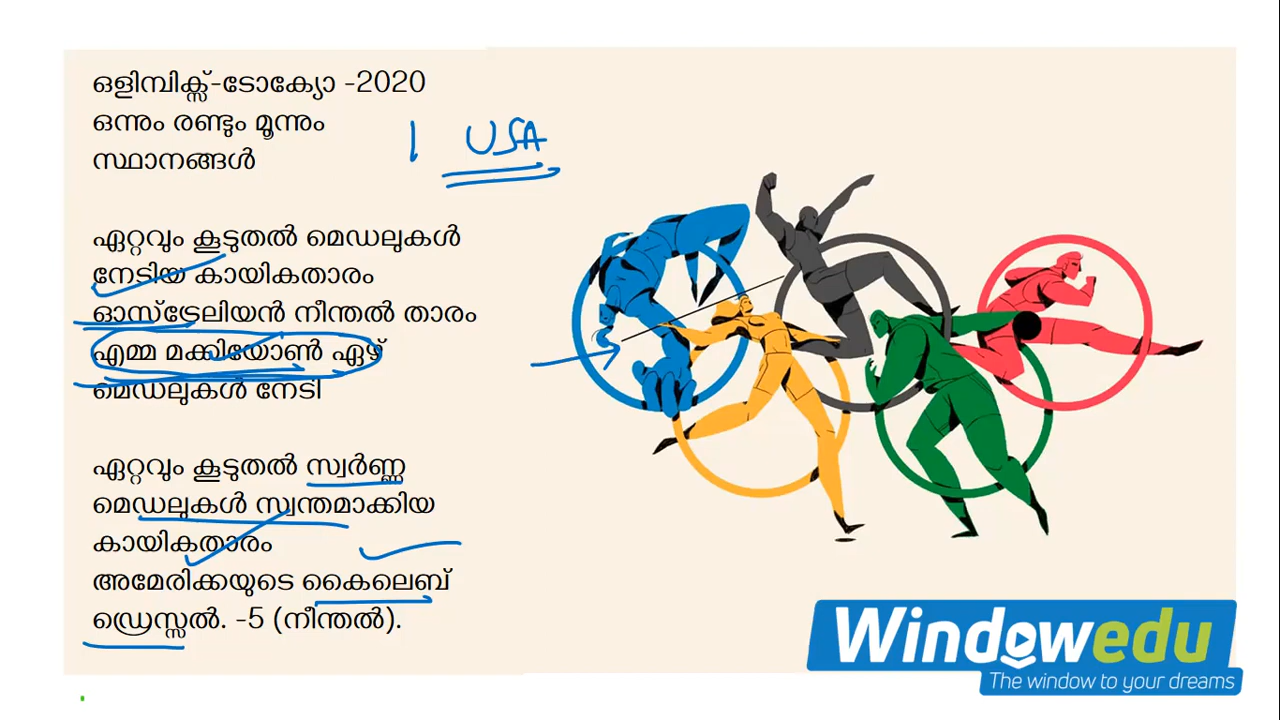 ഒളിമ്പിക്സ്-ടോക്യോ -2020
ഒന്നും രണ്ടും മൂന്നും
സ്ഥാനങ്ങൾ
1 USA
ഏറ്റവും കൂടുതൽ മെഡലുകൾ
നേടിയ കായികതാരം
ഓസ്ട്രേലിയൻ നീന്തൽ താരം
എമ്മ മക്കിയോൺ ഏഴ്
മെഡലുകൾ നേടി
ഏറ്റവും കൂടുതൽ സ്വർണ്ണ
മെഡലുകൾ സ്വന്തമാക്കിയ
കായികതാരം
അമേരിക്കയുടെ കൈലെബ്
ഡ്രെസ്സൽ. -5 (നീന്തൽ).
Windowedu
The window to your dreams